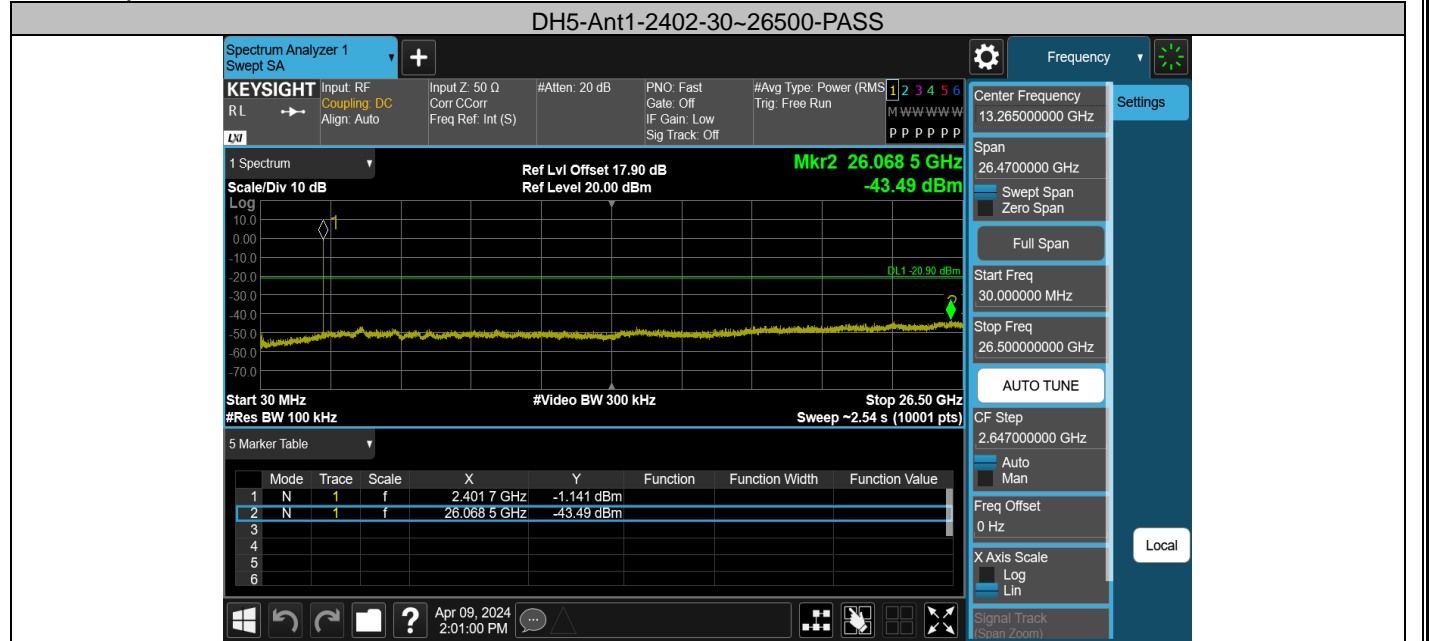 DH5-Ant1-2402-30~26500-PASS
Spectrum Analyzer 1
Swept SA
Frequency
KEYSIGHT
RL
LXI
Input: RF
Coupling: DC
Align: Auto
Input Z: 50 Ω
Corr CCorr
Freq Ref: Int (S)
#Atten: 20 dB
PNO: Fast
Gate: Off
IF Gain: Low
Sig Track: Off
#Avg Type: Power (RMS
Trig: Free Run
1 2 3 4 5 6
M W W W W W
P P P P P P
1 Spectrum
Scale/Div 10 dB
Ref Lvl Offset 17.90 dB
Ref Level 20.00 dBm
Mkr2 26.068 5 GHz
-43.49 dBm
Log
10.0
0.00
-10.0
-20.0
-30.0
-40.0
-50.0
-60.0
-70.0
1
DL1 -20.90 dBm
2
Start 30 MHz
#Video BW 300 kHz
Stop 26.50 GHz
#Res BW 100 kHz
Sweep ~2.54 s (10001 pts)
5 Marker Table
Mode Trace Scale X Y Function Function Width Function Value
1 N 1 f 2.401 7 GHz -1.141 dBm
2 N 1 f 26.068 5 GHz -43.49 dBm
3
4
5
6
Apr 09, 2024
2:01:00 PM
Center Frequency
13.265000000 GHz
Settings
Span
26.4700000 GHz
Swept Span
Zero Span
Full Span
Start Freq
30.000000 MHz
Stop Freq
26.500000000 GHz
AUTO TUNE
CF Step
2.647000000 GHz
Auto
Man
Freq Offset
0 Hz
Local
X Axis Scale
Log
Lin
Signal Track
(Span Zoom)